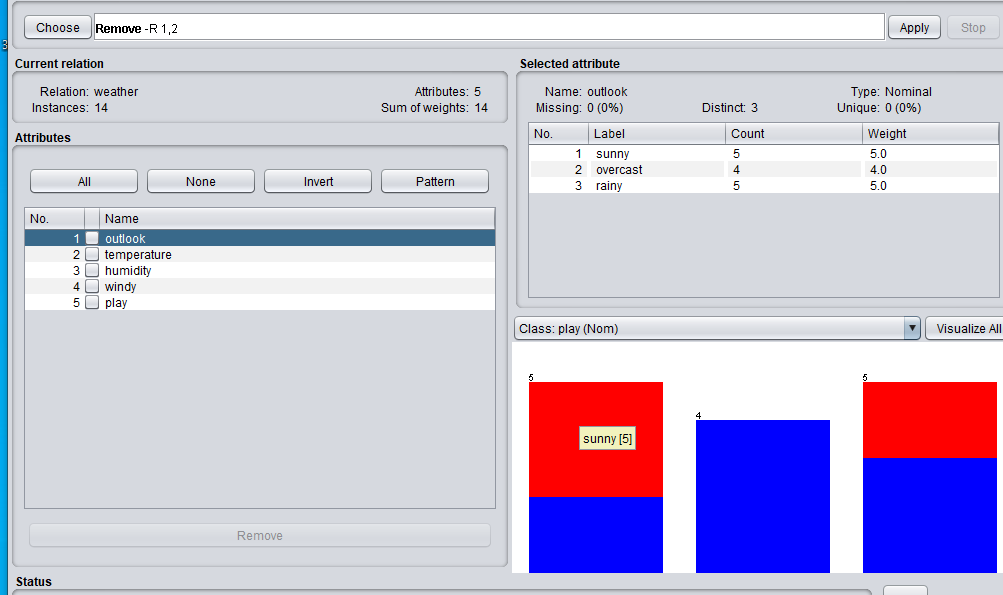 Choose Remove -R 1,2 Apply Stop
3
Current relation
Relation: weather Attributes: 5
Instances: 14 Sum of weights: 14
Attributes
All None Invert Pattern
No. Name
1 outlook
2 temperature
3 humidity
4 windy
5 play
Remove
Status
Selected attribute
Name: outlook Type: Nominal
Missing: 0 (0%) Distinct: 3 Unique: 0 (0%)
No. Label Count Weight
1 sunny 5 5.0
2 overcast 4 4.0
3 rainy 5 5.0
Class: play (Nom) Visualize All
5 4 5
sunny [5]